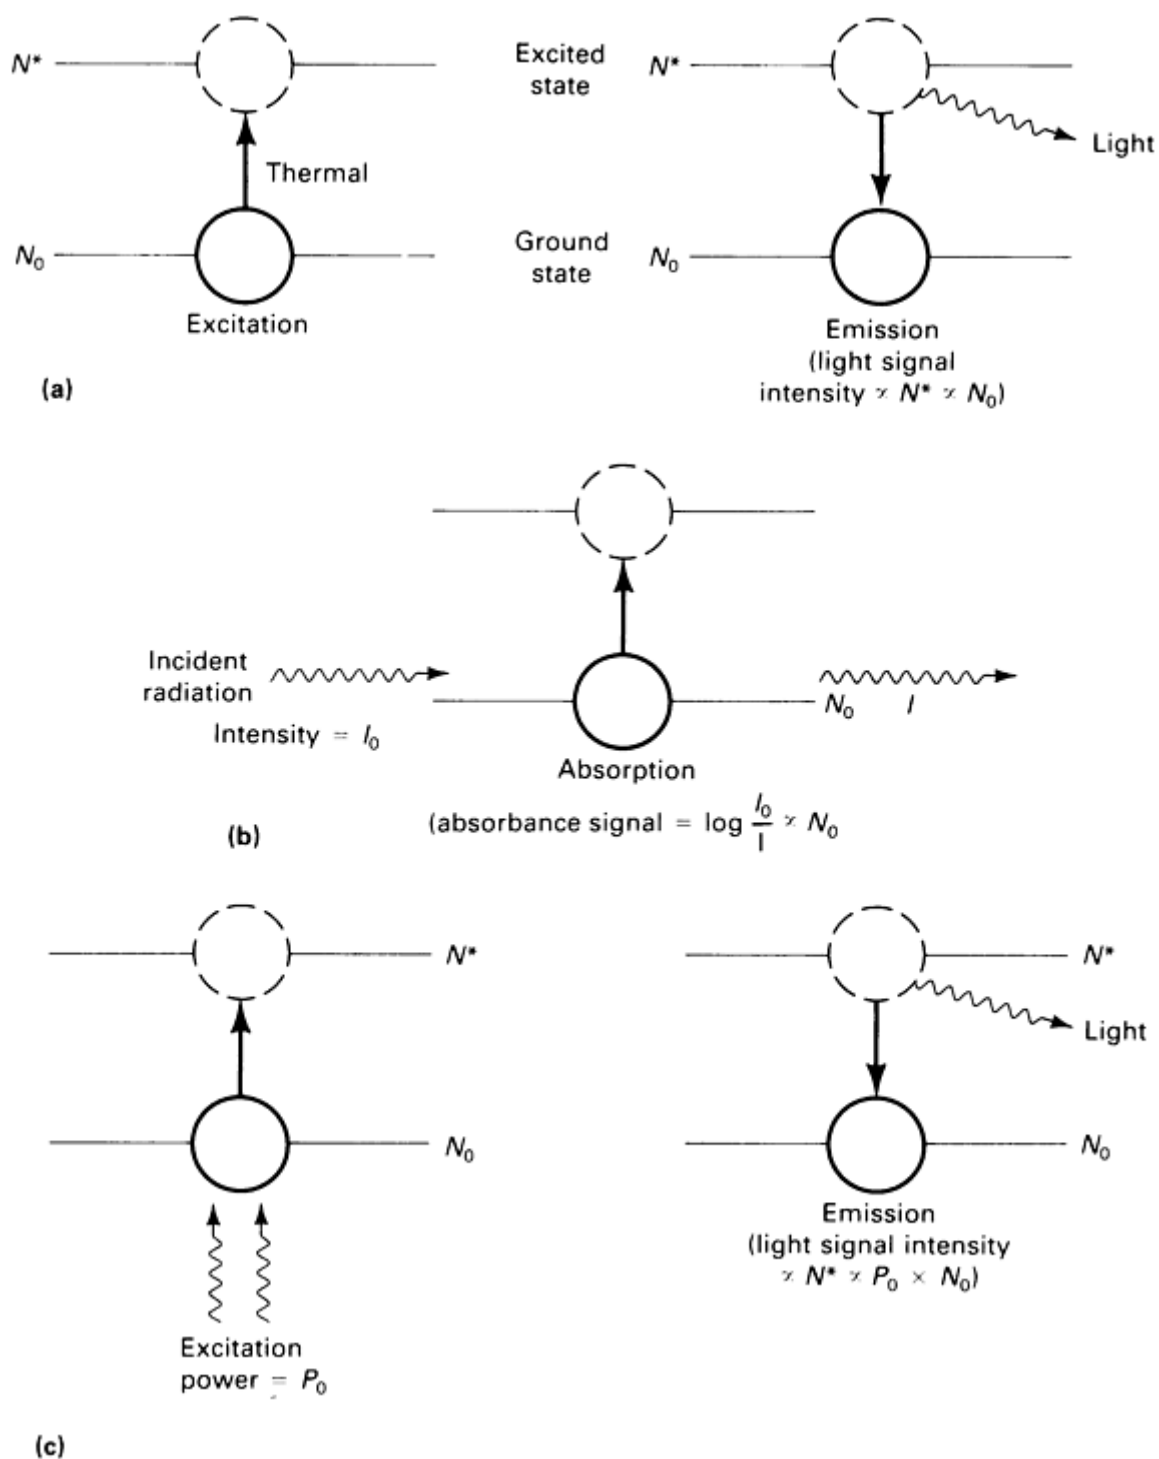 N*
Thermal
N₀
Excitation
Excited
state
Ground
state
N*
Light
N₀
Emission
(light signal
intensity ∝ N* ∝ N₀)
(a)
Incident
radiation
Intensity = I₀
N₀ I
Absorption
(absorbance signal = log I₀/I ∝ N₀
(b)
N*
N₀
Excitation
power = P₀
N*
Light
N₀
Emission
(light signal intensity
∝ N* ∝ P₀ × N₀)
(c)